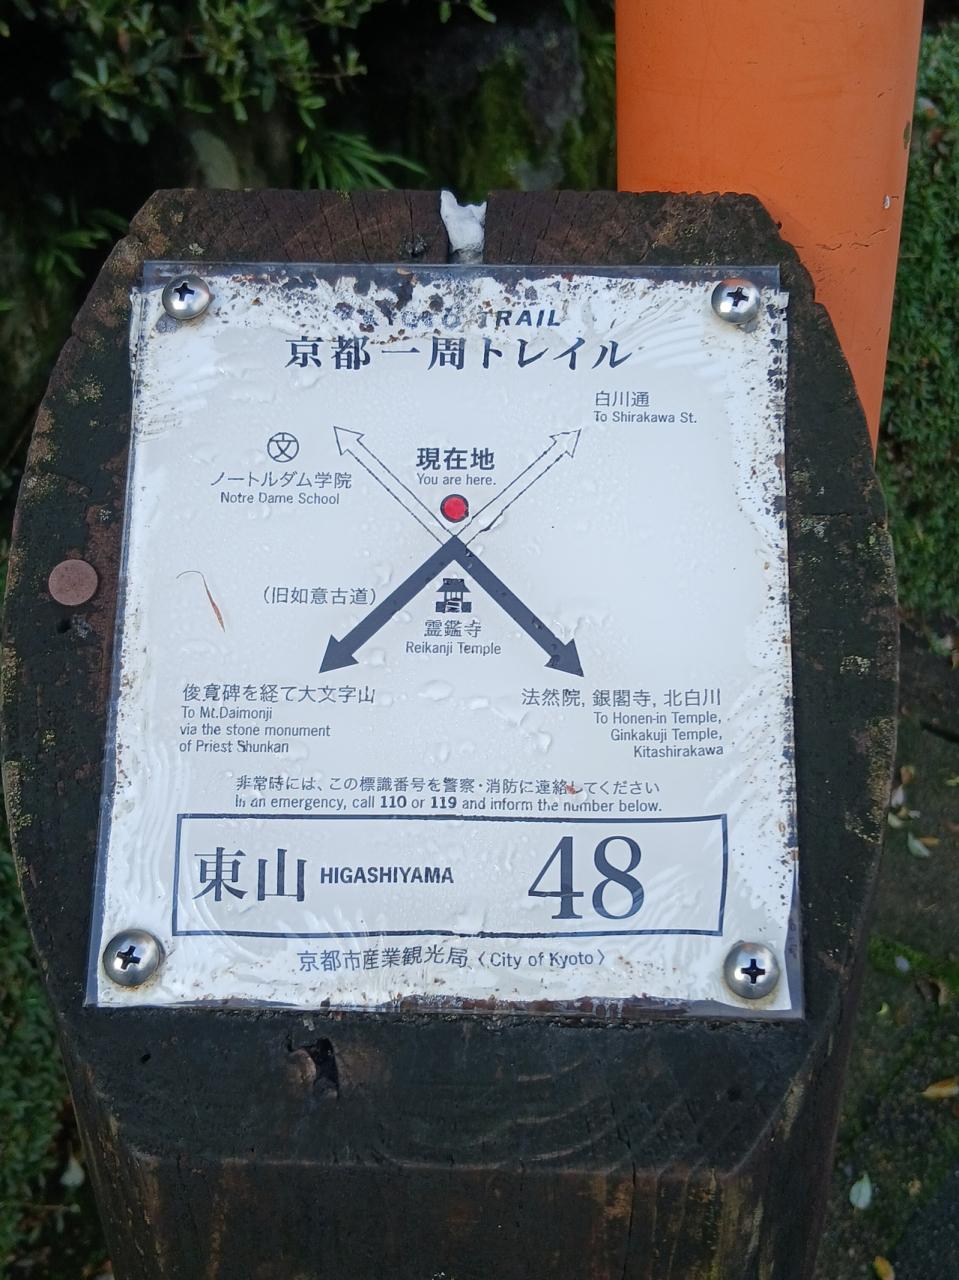 KYOTO TRAIL
京都一周トレイル
白川通
To Shirakawa St.
文
ノートルダム学院
Notre Dame School
現在地
You are here.
(旧如意古道)
霊鑑寺
Reikanji Temple
俊寛碑を経て大文字山
To Mt.Daimonji
via the stone monument
of Priest Shunkan
法然院, 銀閣寺, 北白川
To Honen-in Temple,
Ginkakuji Temple,
Kitashirakawa
非常時には、この標識番号を警察・消防に連絡してください
In an emergency, call 110 or 119 and inform the number below.
東山 HIGASHIYAMA 48
京都市産業観光局〈City of Kyoto〉